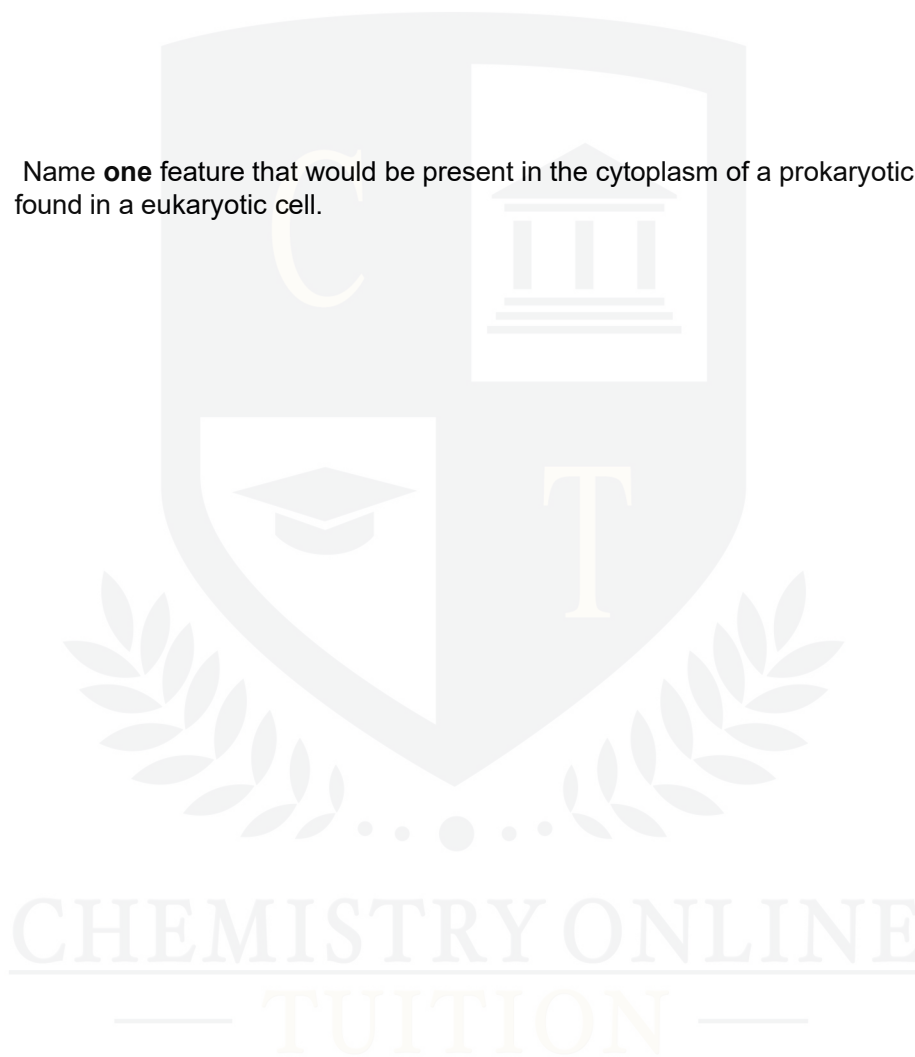 Name one feature that would be present in the cytoplasm of a prokaryotic
found in a eukaryotic cell.
C
T
CHEMISTRY ONLINE
TUITION